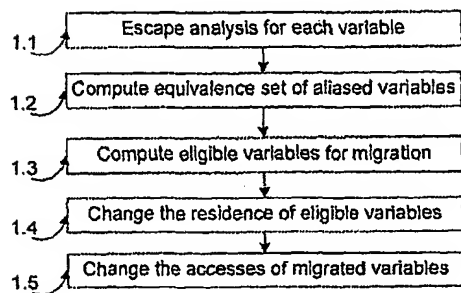 1.1 Escape analysis for each variable
1.2 Compute equivalence set of aliased variables
1.3 Compute eligible variables for migration
1.4 Change the residence of eligible variables
1.5 Change the accesses of migrated variables